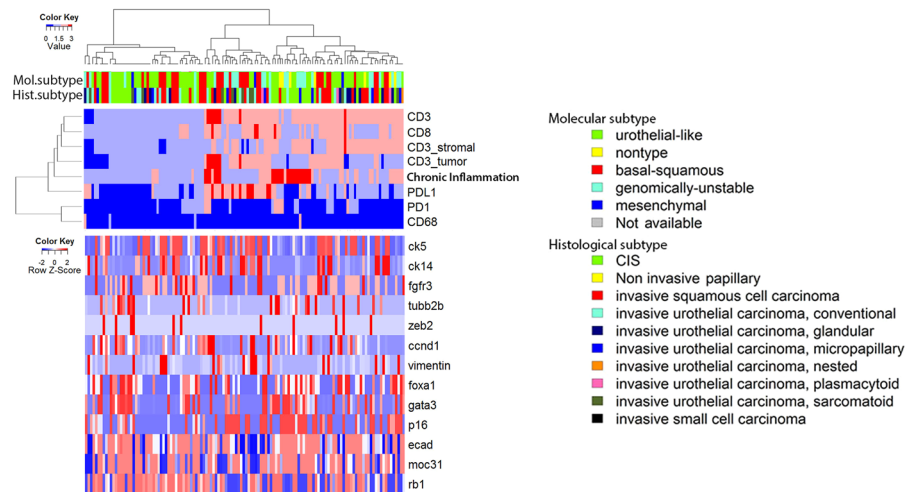 Color Key
0 1.5 3
Value
Mol.subtype
Hist.subtype
CD3
CD8
CD3_stromal
CD3_tumor
Chronic Inflammation
PDL1
PD1
CD68
Color Key
-2 0 2
Row Z-Score
ck5
ck14
fgfr3
tubb2b
zeb2
ccnd1
vimentin
foxa1
gata3
p16
ecad
moc31
rb1
Molecular subtype
urothelial-like
nontype
basal-squamous
genomically-unstable
mesenchymal
Not available
Histological subtype
CIS
Non invasive papillary
invasive squamous cell carcinoma
invasive urothelial carcinoma, conventional
invasive urothelial carcinoma, glandular
invasive urothelial carcinoma, micropapillary
invasive urothelial carcinoma, nested
invasive urothelial carcinoma, plasmacytoid
invasive urothelial carcinoma, sarcomatoid
invasive small cell carcinoma